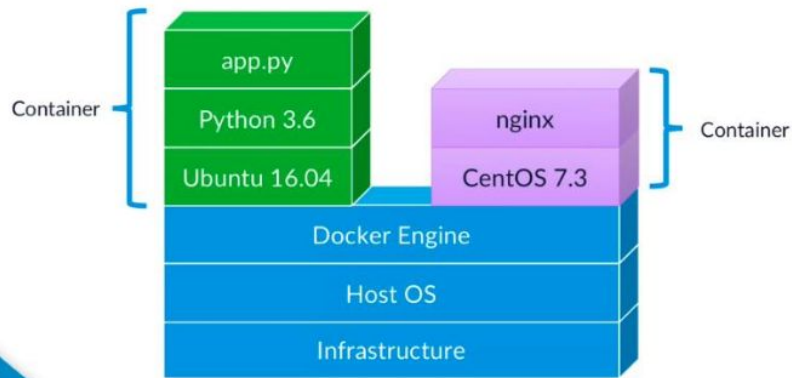 Container
app.py
Python 3.6
Ubuntu 16.04
nginx
CentOS 7.3
Container
Docker Engine
Host OS
Infrastructure